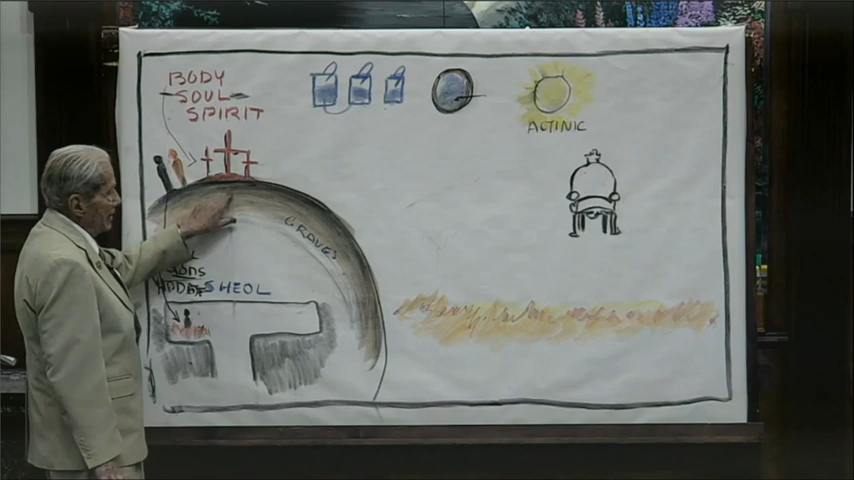 BODY
SOUL
SPIRIT
ACTINIC
GRAVES
SHEOL